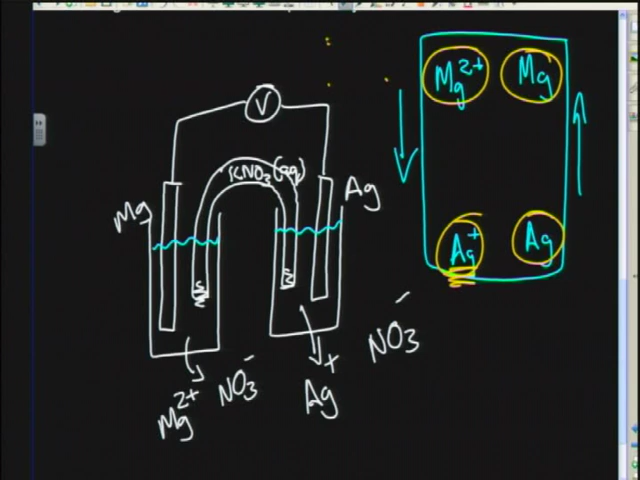 V
Mg²⁺ Mg
KNO₃(aq)
Mg
Ag
Ag⁺ Ag
NO₃⁻
NO₃⁻
Mg²⁺
Ag⁺